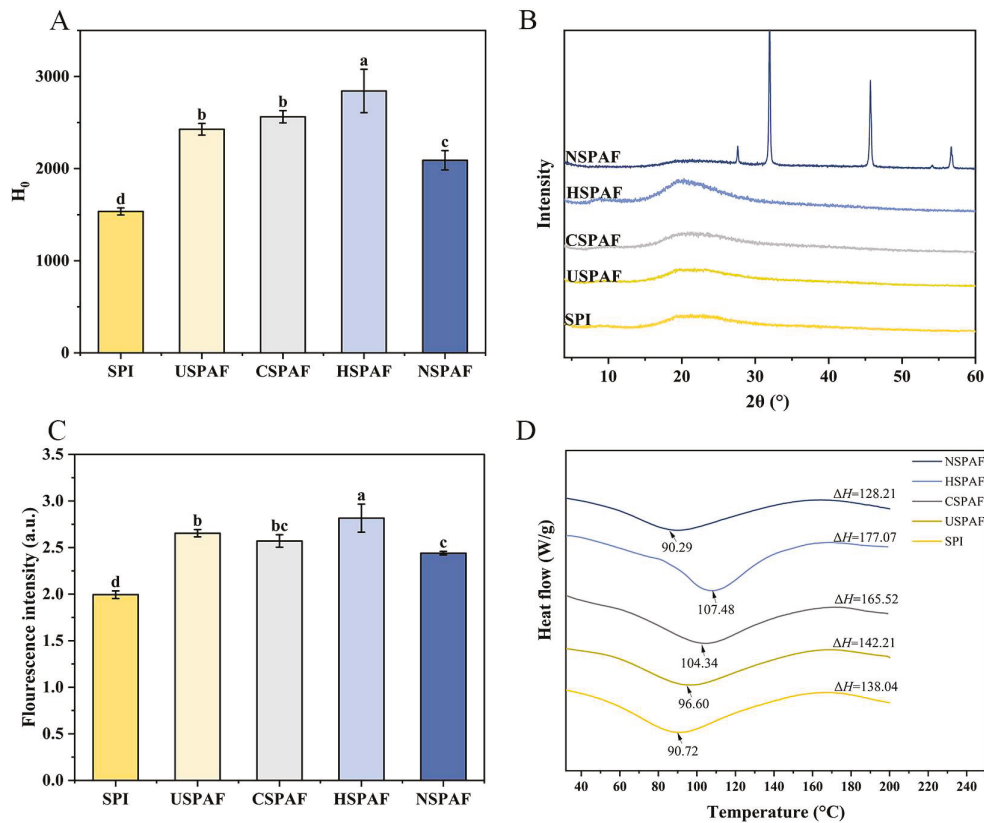 A
H0
3500
3000
2000
1000
0
d
b
b
a
c
SPI USPAF CSPAF HSPAF NSPAF
B
Intensity
NSPAF
HSPAF
CSPAF
USPAF
SPI
10 20 30 40 50 60
2θ (°)
C
Flourescence intensity (a.u.)
3.5
3.0
2.5
2.0
1.5
1.0
0.5
0.0
d
b
bc
a
c
SPI USPAF CSPAF HSPAF NSPAF
D
Heat flow (W/g)
NSPAF
HSPAF
CSPAF
USPAF
SPI
ΔH=128.21
90.29
ΔH=177.07
107.48
ΔH=165.52
104.34
ΔH=142.21
96.60
ΔH=138.04
90.72
40 60 80 100 120 140 160 180 200 220 240
Temperature (°C)